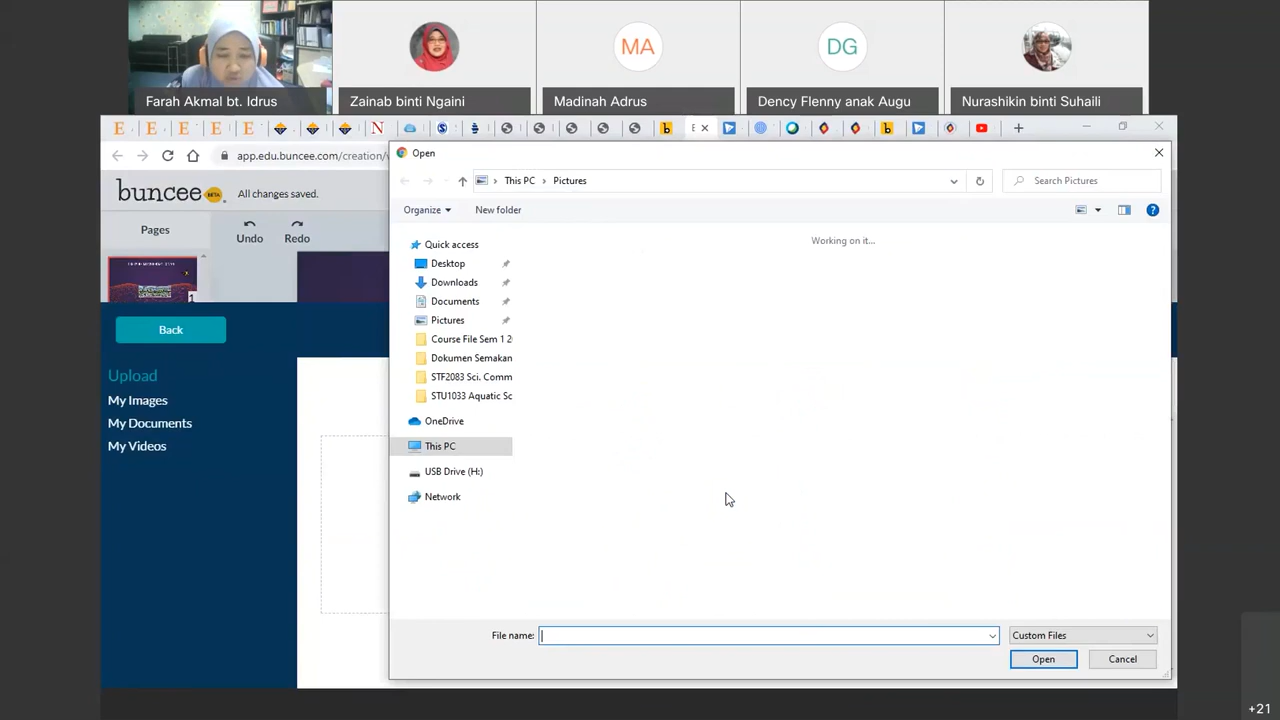 MA
DG
Farah Akmal bt. Idrus
Zainab binti Ngaini
Madinah Adrus
Dency Flenny anak Augu
Nurashikin binti Suhaili
app.edu.buncee.com/creation/
Open
buncee BETA
All changes saved.
This PC
Pictures
Search Pictures
Organize
New folder
Pages
Undo
Redo
Working on it...
Quick access
Desktop
Downloads
Documents
Pictures
Course File Sem 1 2
Dokumen Semakan
STF2083 Sci. Comm
STU1033 Aquatic Sc
OneDrive
This PC
USB Drive (H:)
Network
1
Back
Upload
My Images
My Documents
My Videos
File name:
Custom Files
Open
Cancel
+21